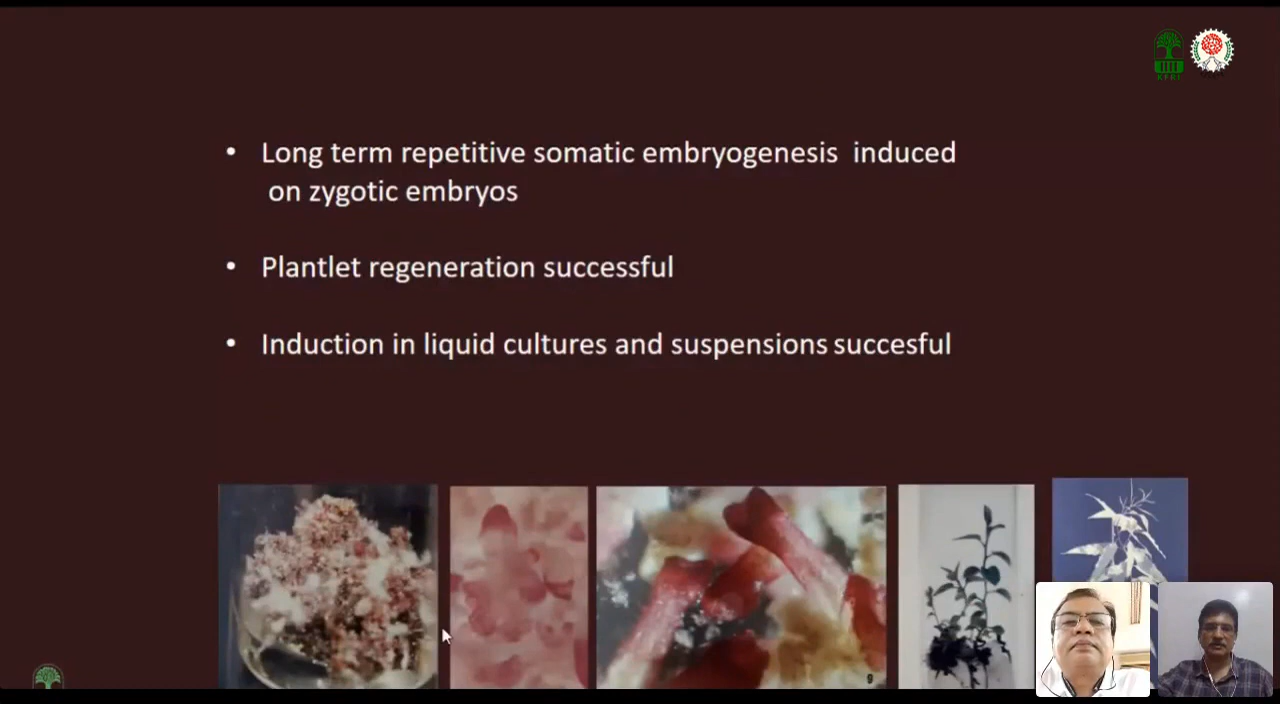 KFRI
• Long term repetitive somatic embryogenesis induced
on zygotic embryos
• Plantlet regeneration successful
• Induction in liquid cultures and suspensions succesful
g